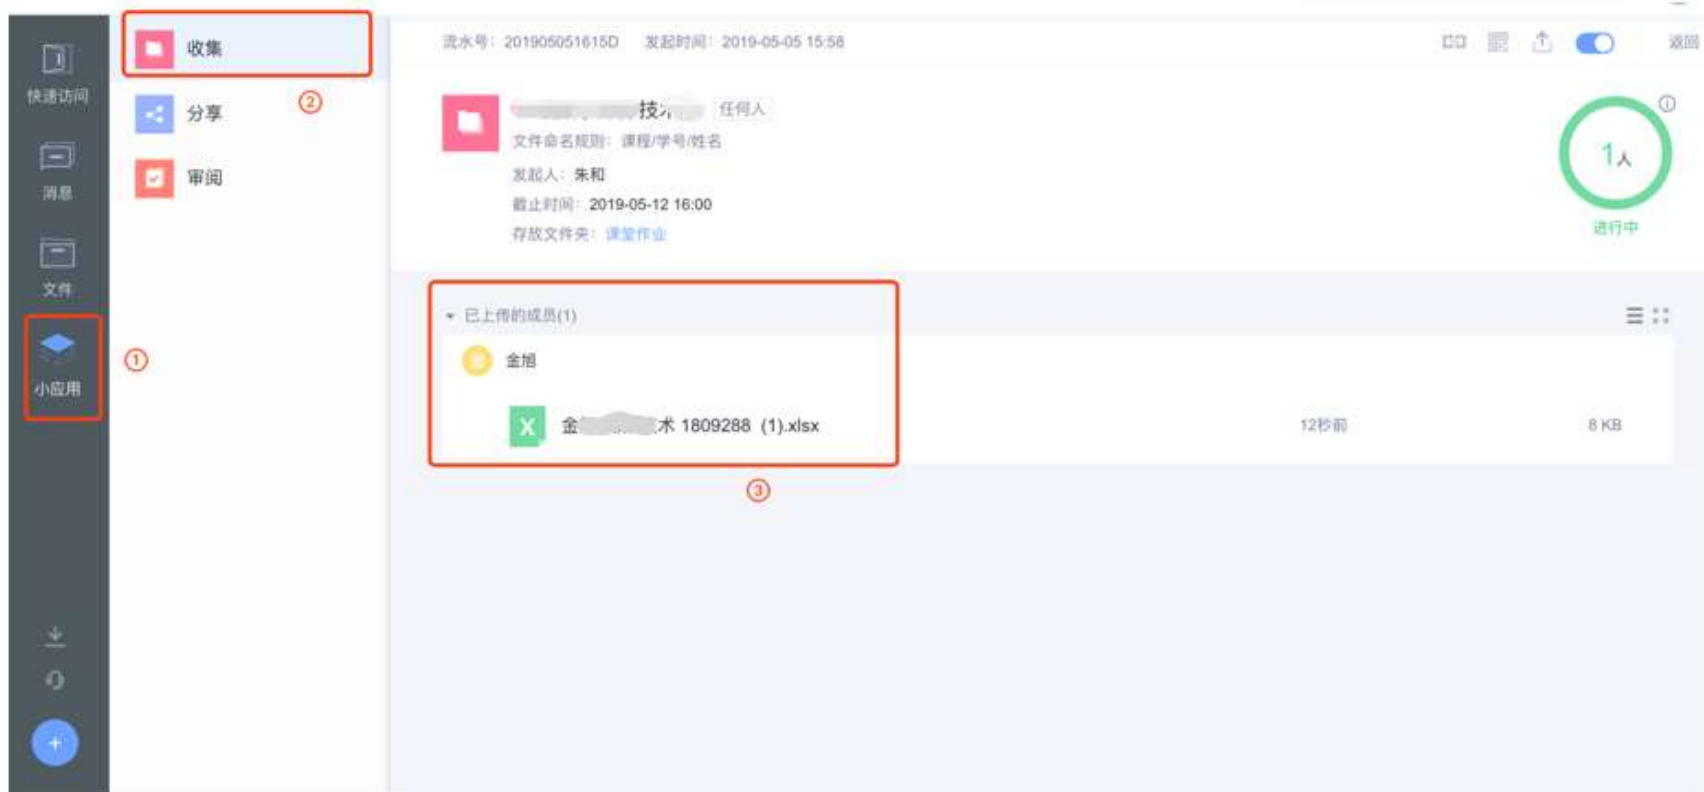 收集
分享
审阅
快速访问
消息
文件
小应用
①
②
流水号：201905051615D 发起时间：2019-05-05 15:58
返回
技 任何人
文件命名规则：课程/学号/姓名
发起人：朱和
截止时间：2019-05-12 16:00
存放文件夹：课堂作业
1人
进行中
已上传的成员(1)
金旭
金 术 1809288 (1).xlsx 12秒前 8 KB
③